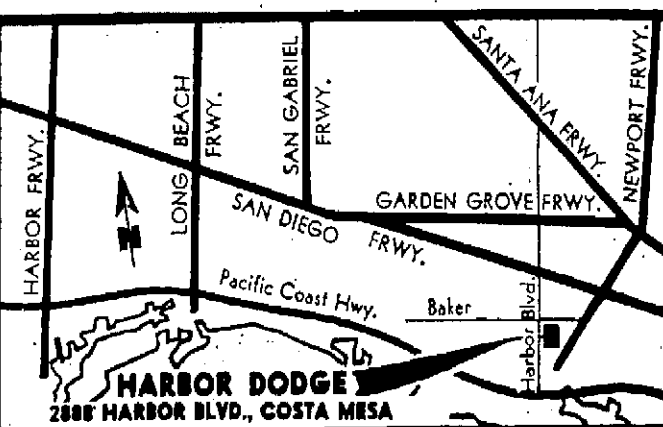 HARBOR FRWY.
LONG BEACH
FRWY.
SAN GABRIEL
FRWY.
SANTA ANA FRWY.
NEWPORT FRWY.
GARDEN GROVE FRWY.
SAN DIEGO FRWY.
N
Pacific Coast Hwy.
Baker
Harbor Blvd.
HARBOR DODGE
2888 HARBOR BLVD., COSTA MESA